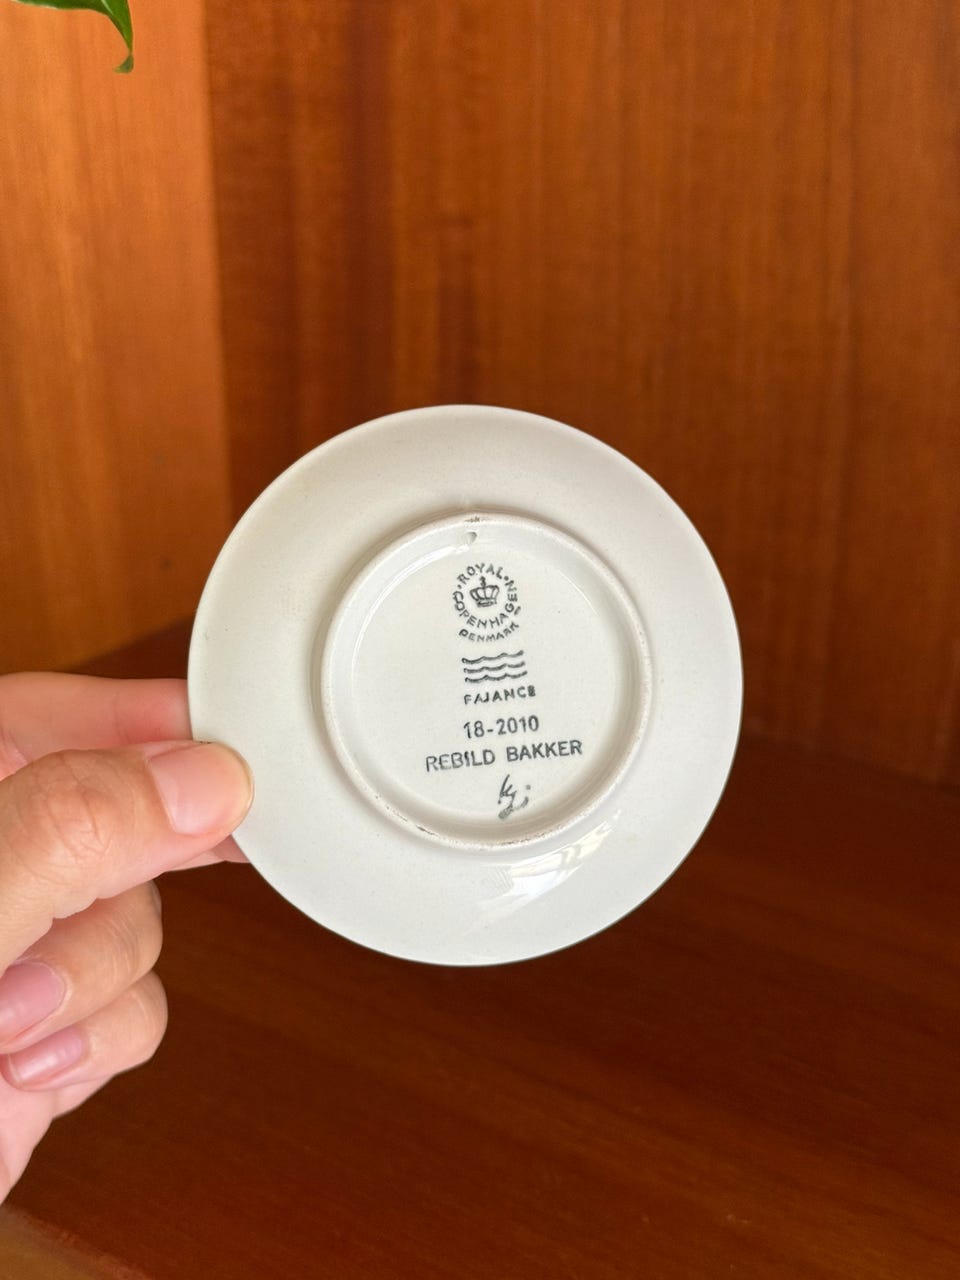 ROYAL COPENHAGEN
DENMARK
FAJANCE
18-2010
REBILD BAKKER